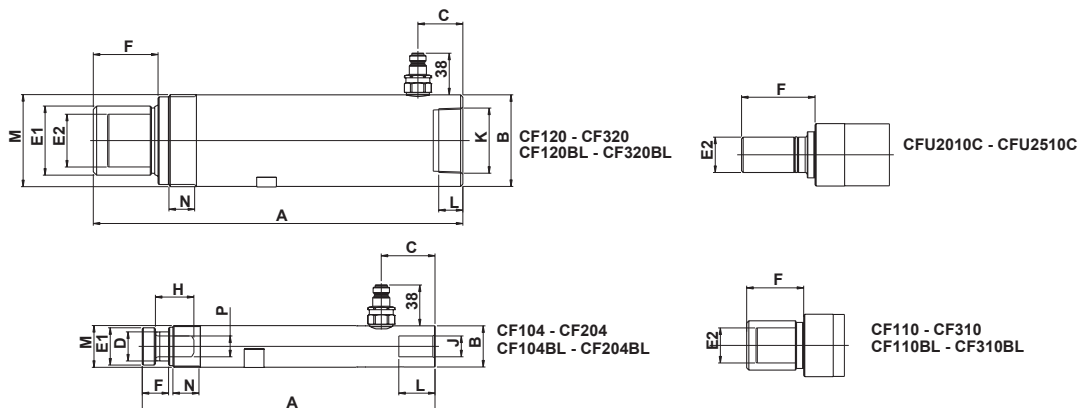 C
F
38
M
E1
E2
K
B
CF120 - CF320
CF120BL - CF320BL
N
L
A
F
E2
CFU2010C - CFU2510C
C
H
P
38
M
E1
D
J
B
CF104 - CF204
CF104BL - CF204BL
F
N
L
A
F
E2
CF110 - CF310
CF110BL - CF310BL